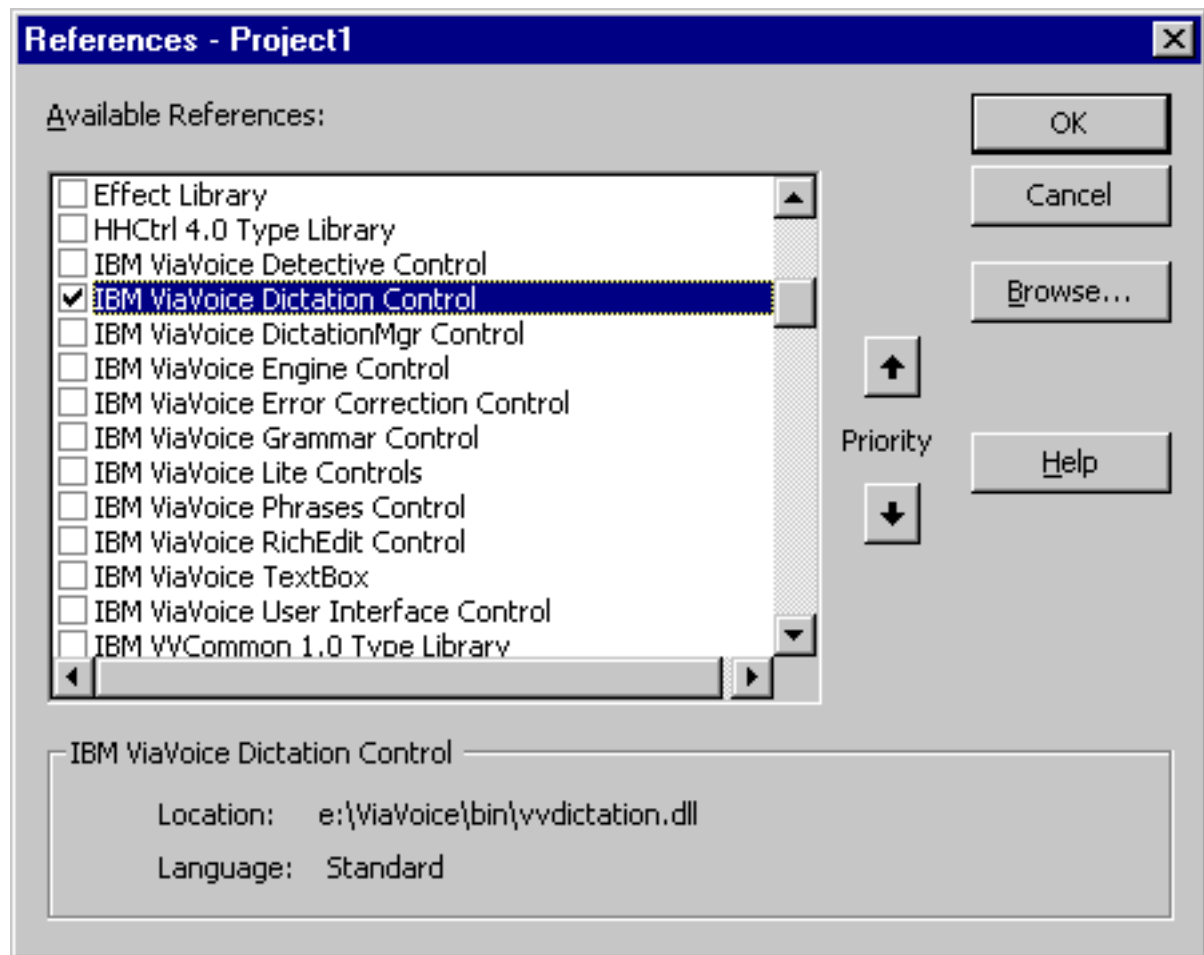 References - Project1
Available References:
OK
Effect Library
Cancel
HHCtrl 4.0 Type Library
IBM ViaVoice Detective Control
IBM ViaVoice Dictation Control
Browse...
IBM ViaVoice DictationMgr Control
IBM ViaVoice Engine Control
IBM ViaVoice Error Correction Control
IBM ViaVoice Grammar Control
Priority
Help
IBM ViaVoice Lite Controls
IBM ViaVoice Phrases Control
IBM ViaVoice RichEdit Control
IBM ViaVoice TextBox
IBM ViaVoice User Interface Control
IBM VVCommon 1.0 Type Library
IBM ViaVoice Dictation Control
Location: e:\ViaVoice\bin\vvdictation.dll
Language: Standard